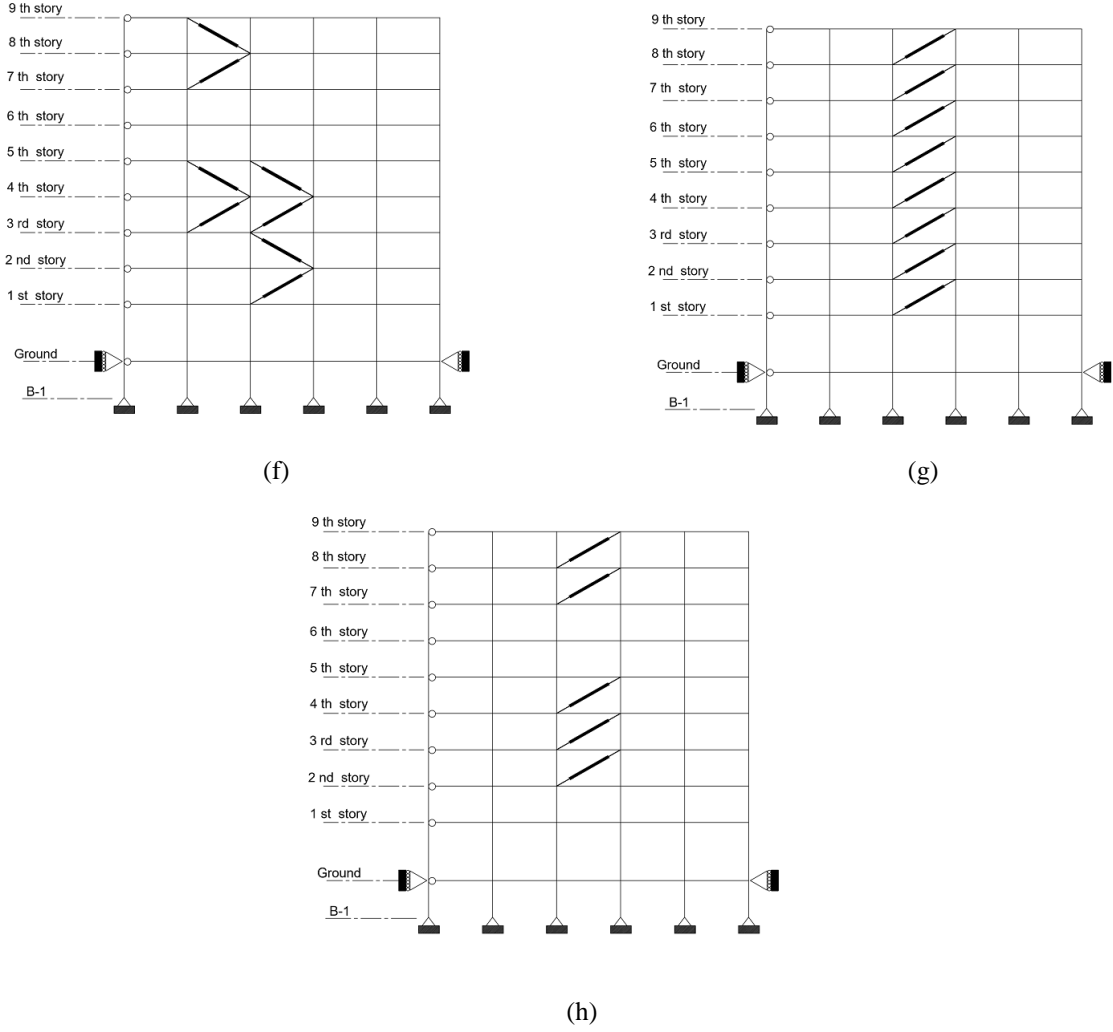 9 th story
8 th story
7 th story
6 th story
5 th story
4 th story
3 rd story
2 nd story
1 st story
Ground
B-1
(f)
9 th story
8 th story
7 th story
6 th story
5 th story
4 th story
3 rd story
2 nd story
1 st story
Ground
B-1
(g)
9 th story
8 th story
7 th story
6 th story
5 th story
4 th story
3 rd story
2 nd story
1 st story
Ground
B-1
(h)